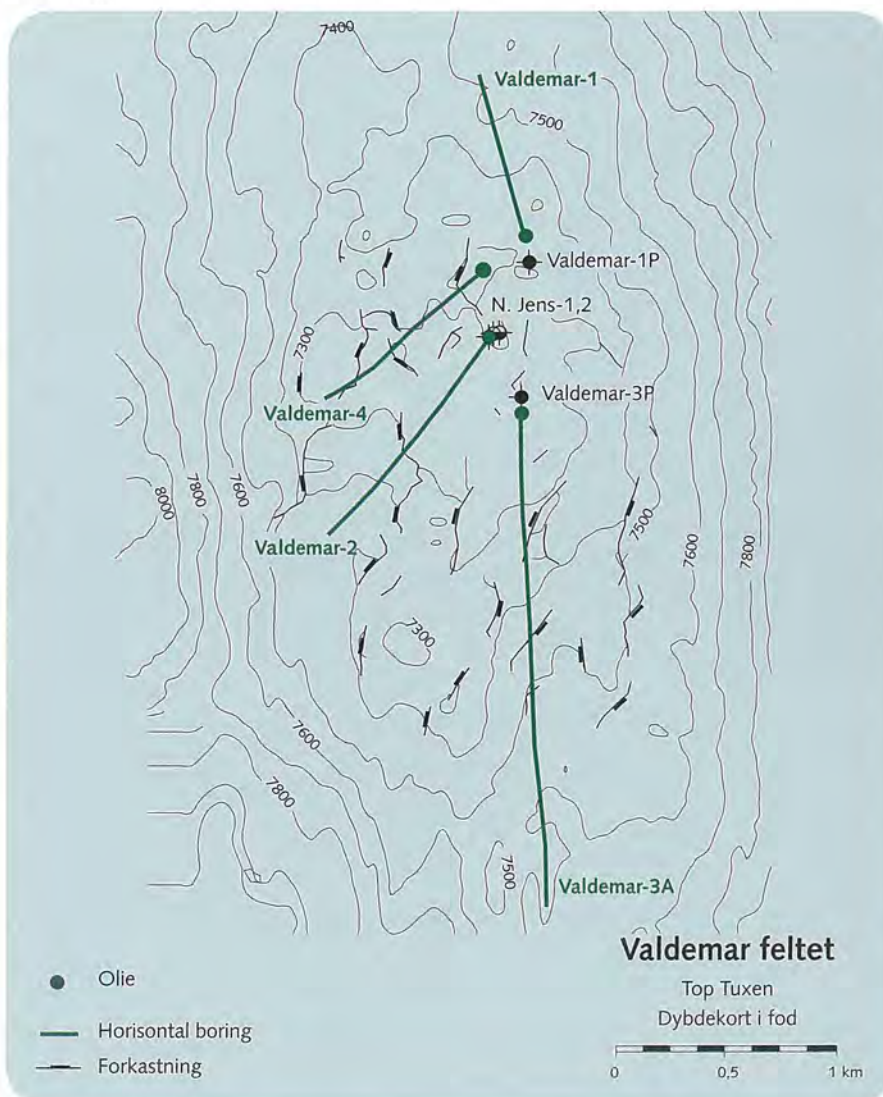 7400
Valdemar-1
7500
Valdemar-1P
N. Jens-1,2
7300
Valdemar-3P
Valdemar-4
8000
7800
7600
7500
7600
7800
Valdemar-2
7300
7600
7800
7500
Valdemar-3A
Valdemar feltet
Top Tuxen
Dybdekort i fod
0 0,5 1 km
Olie
Horisontal boring
Forkastning